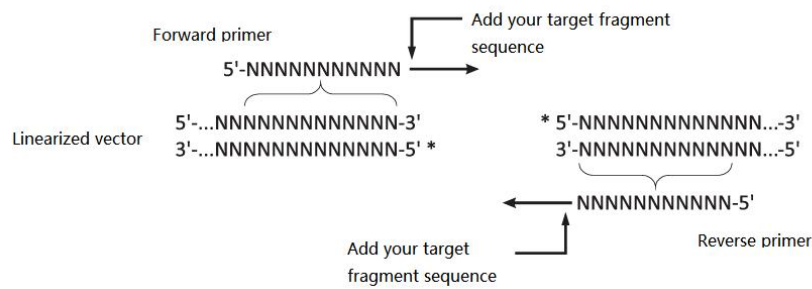 Add your target fragment
sequence
Forward primer
5'-NNNNNNNNNNN
Linearized vector
5'-...NNNNNNNNNNNNN-3'
3'-...NNNNNNNNNNNNN-5' *
* 5'-NNNNNNNNNNNNN...-3'
3'-NNNNNNNNNNNNN...-5'
NNNNNNNNNNN-5'
Reverse primer
Add your target
fragment sequence